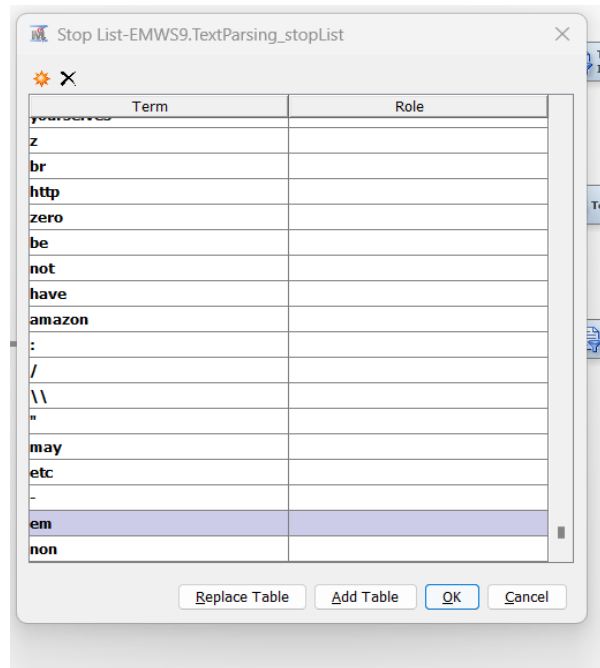 Stop List-EMWS9.TextParsing_stopList
Term Role
yourselves
z
br
http
zero
be
not
have
amazon
:
/
\\
"
may
etc
-
em
non
Replace Table Add Table OK Cancel